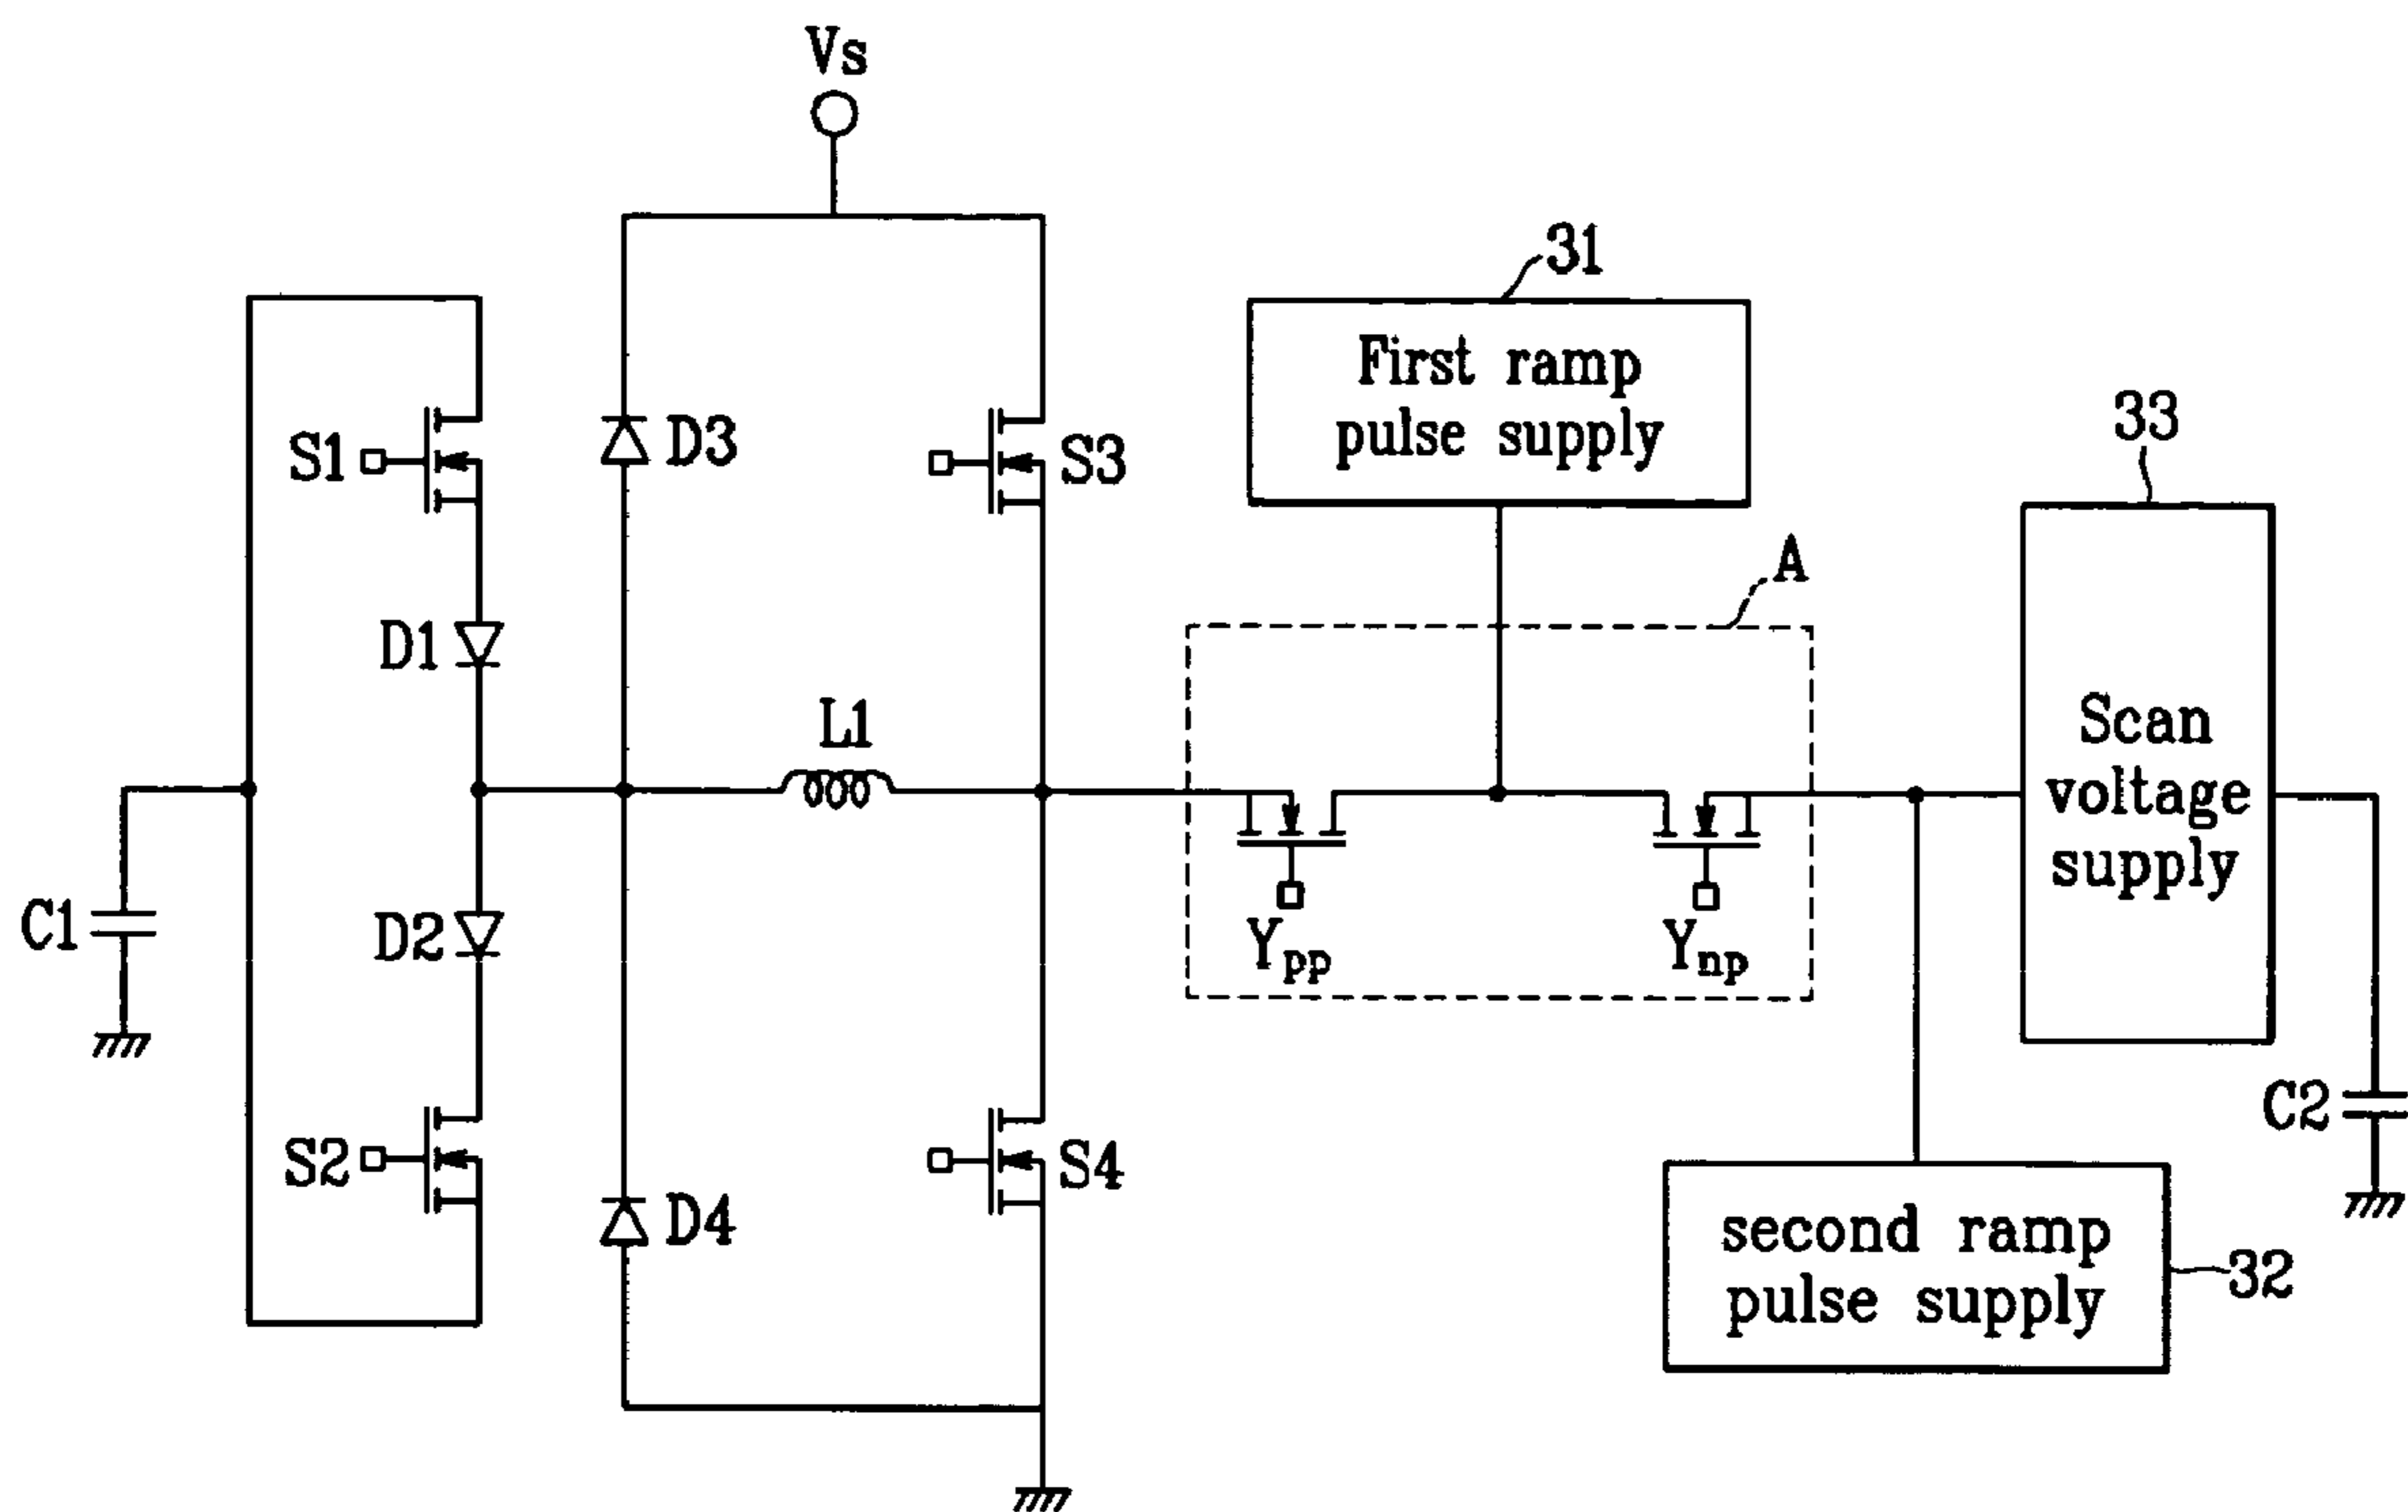 Vs
31
First ramp
pulse supply
33
S1
D3
S3
A
D1
L1
Scan
voltage
supply
C1
D2
Ypp
Ynp
C2
S2
S4
D4
second ramp
pulse supply
32